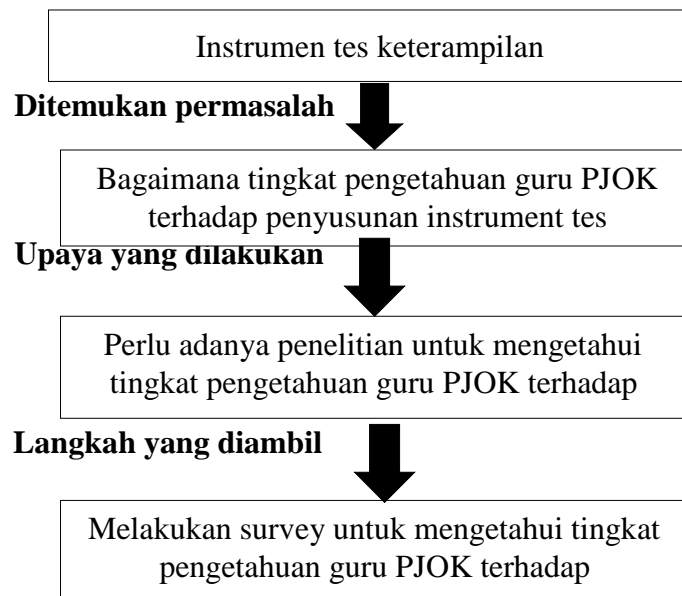 Instrumen tes keterampilan
Ditemukan permasalah
Bagaimana tingkat pengetahuan guru PJOK
terhadap penyusunan instrument tes
Upaya yang dilakukan
Perlu adanya penelitian untuk mengetahui
tingkat pengetahuan guru PJOK terhadap
Langkah yang diambil
Melakukan survey untuk mengetahui tingkat
pengetahuan guru PJOK terhadap